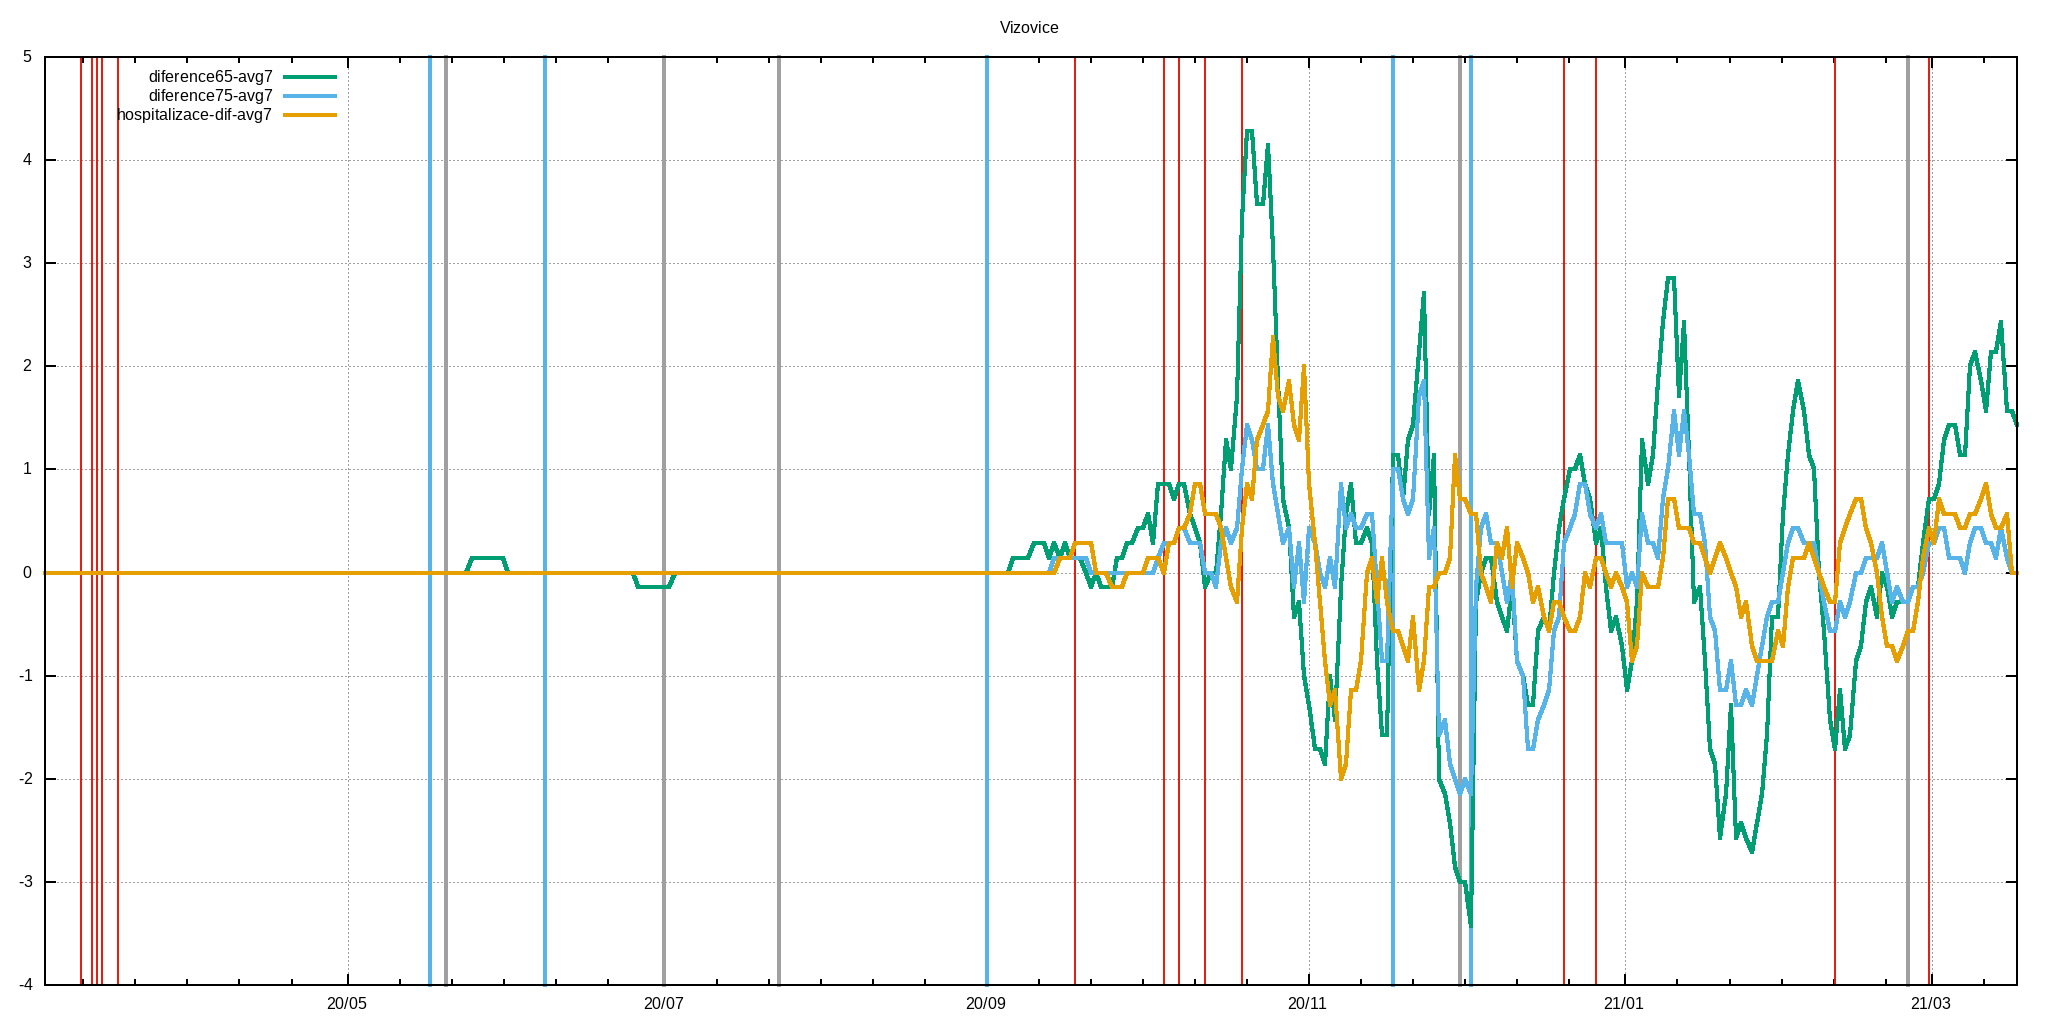 Vizovice
diference65-avg7
diference75-avg7
hospitalizace-dif-avg7
5
4
3
2
1
0
-1
-2
-3
-4
20/05 20/07 20/09 20/11 21/01 21/03